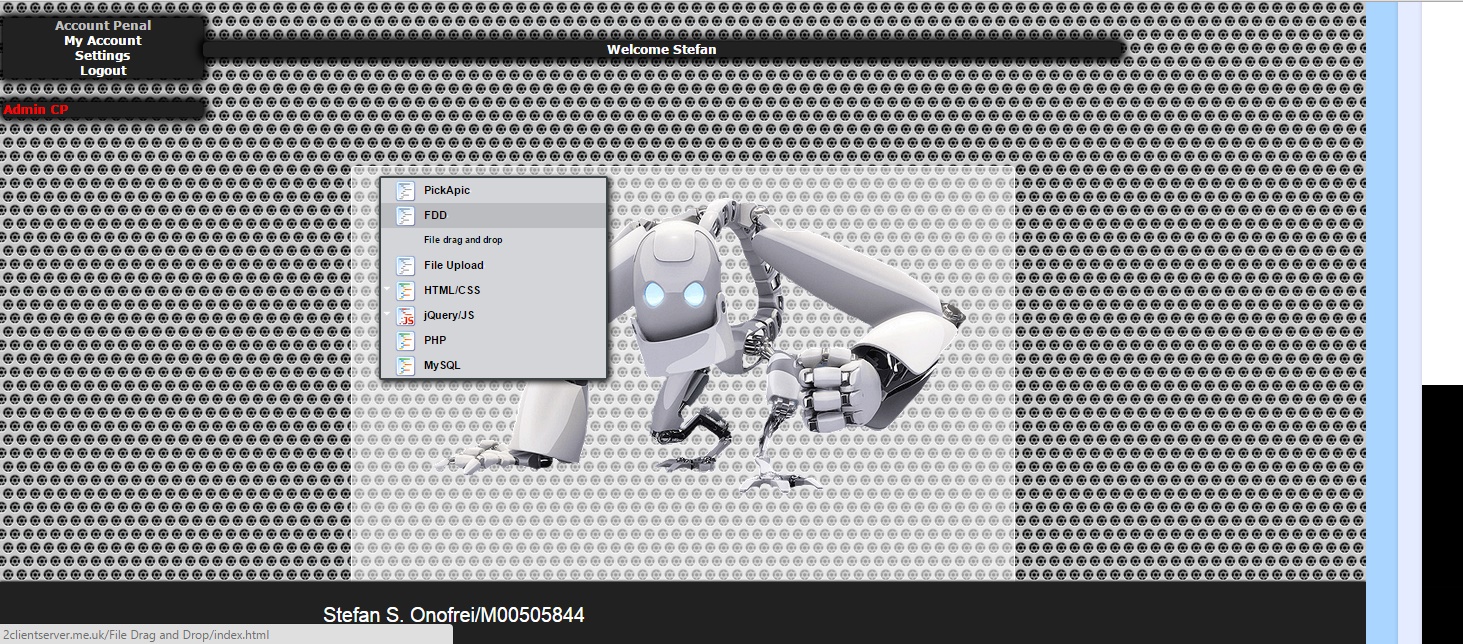 Account Penal
My Account
Settings
Logout
Welcome Stefan
Admin CP
PickApic
FDD
File drag and drop
File Upload
HTML/CSS
jQuery/JS
PHP
MySQL
Stefan S. Onofrei/M00505844
2clientserver.me.uk/File Drag and Drop/index.html